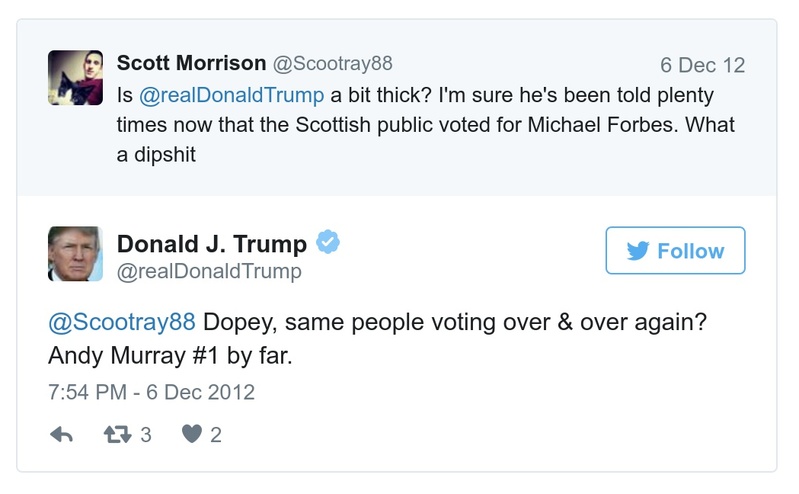 Scott Morrison @Scootray88 6 Dec 12
Is @realDonaldTrump a bit thick? I'm sure he's been told plenty
times now that the Scottish public voted for Michael Forbes. What
a dipshit
Donald J. Trump
@realDonaldTrump
Follow
@Scootray88 Dopey, same people voting over & over again?
Andy Murray #1 by far.
7:54 PM - 6 Dec 2012
3 2